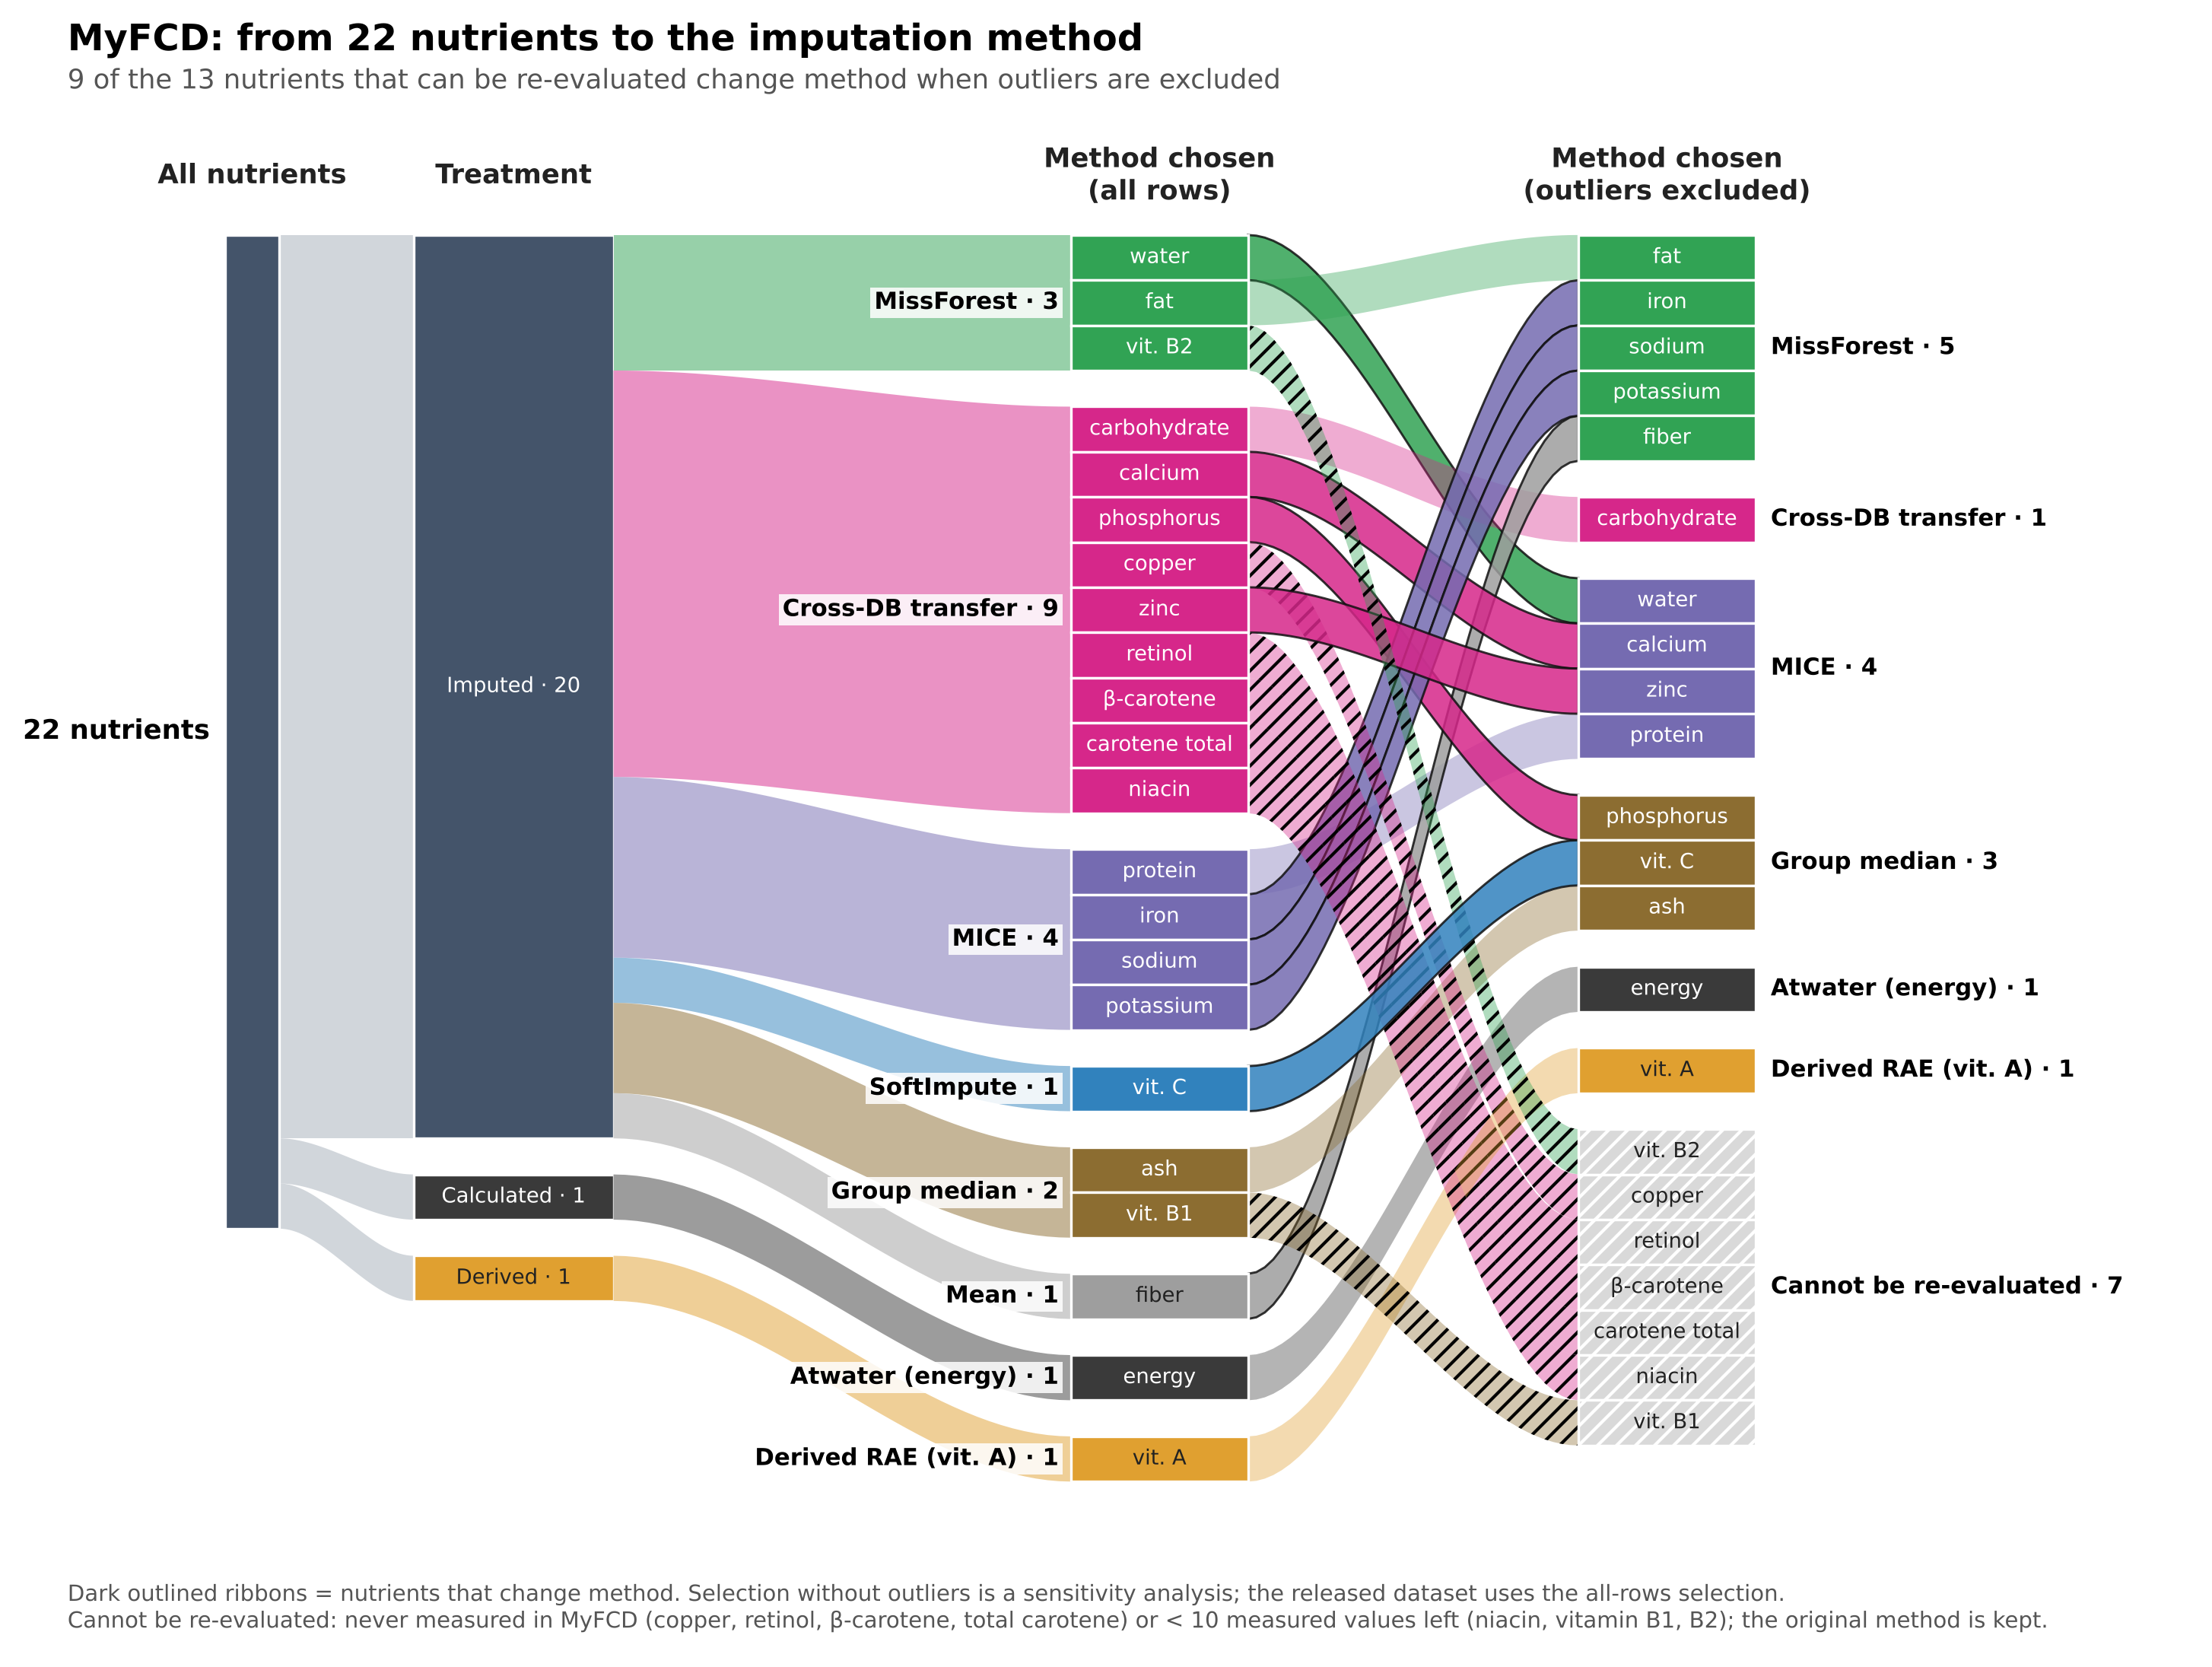 MyFCD: from 22 nutrients to the imputation method
9 of the 13 nutrients that can be re-evaluated change method when outliers are excluded
All nutrients
Treatment
Method chosen
(all rows)
Method chosen
(outliers excluded)
22 nutrients
Imputed · 20
Calculated · 1
Derived · 1
MissForest · 3
water
fat
vit. B2
Cross-DB transfer · 9
carbohydrate
calcium
phosphorus
copper
zinc
retinol
β-carotene
carotene total
niacin
MICE · 4
protein
iron
sodium
potassium
SoftImpute · 1
vit. C
Group median · 2
ash
vit. B1
Mean · 1
fiber
Atwater (energy) · 1
energy
Derived RAE (vit. A) · 1
vit. A
fat
iron
sodium
potassium
fiber
MissForest · 5
carbohydrate
Cross-DB transfer · 1
water
calcium
zinc
protein
MICE · 4
phosphorus
vit. C
ash
Group median · 3
energy
Atwater (energy) · 1
vit. A
Derived RAE (vit. A) · 1
vit. B2
copper
retinol
β-carotene
carotene total
niacin
vit. B1
Cannot be re-evaluated · 7
Dark outlined ribbons = nutrients that change method. Selection without outliers is a sensitivity analysis; the released dataset uses the all-rows selection.
Cannot be re-evaluated: never measured in MyFCD (copper, retinol, β-carotene, total carotene) or < 10 measured values left (niacin, vitamin B1, B2); the original method is kept.